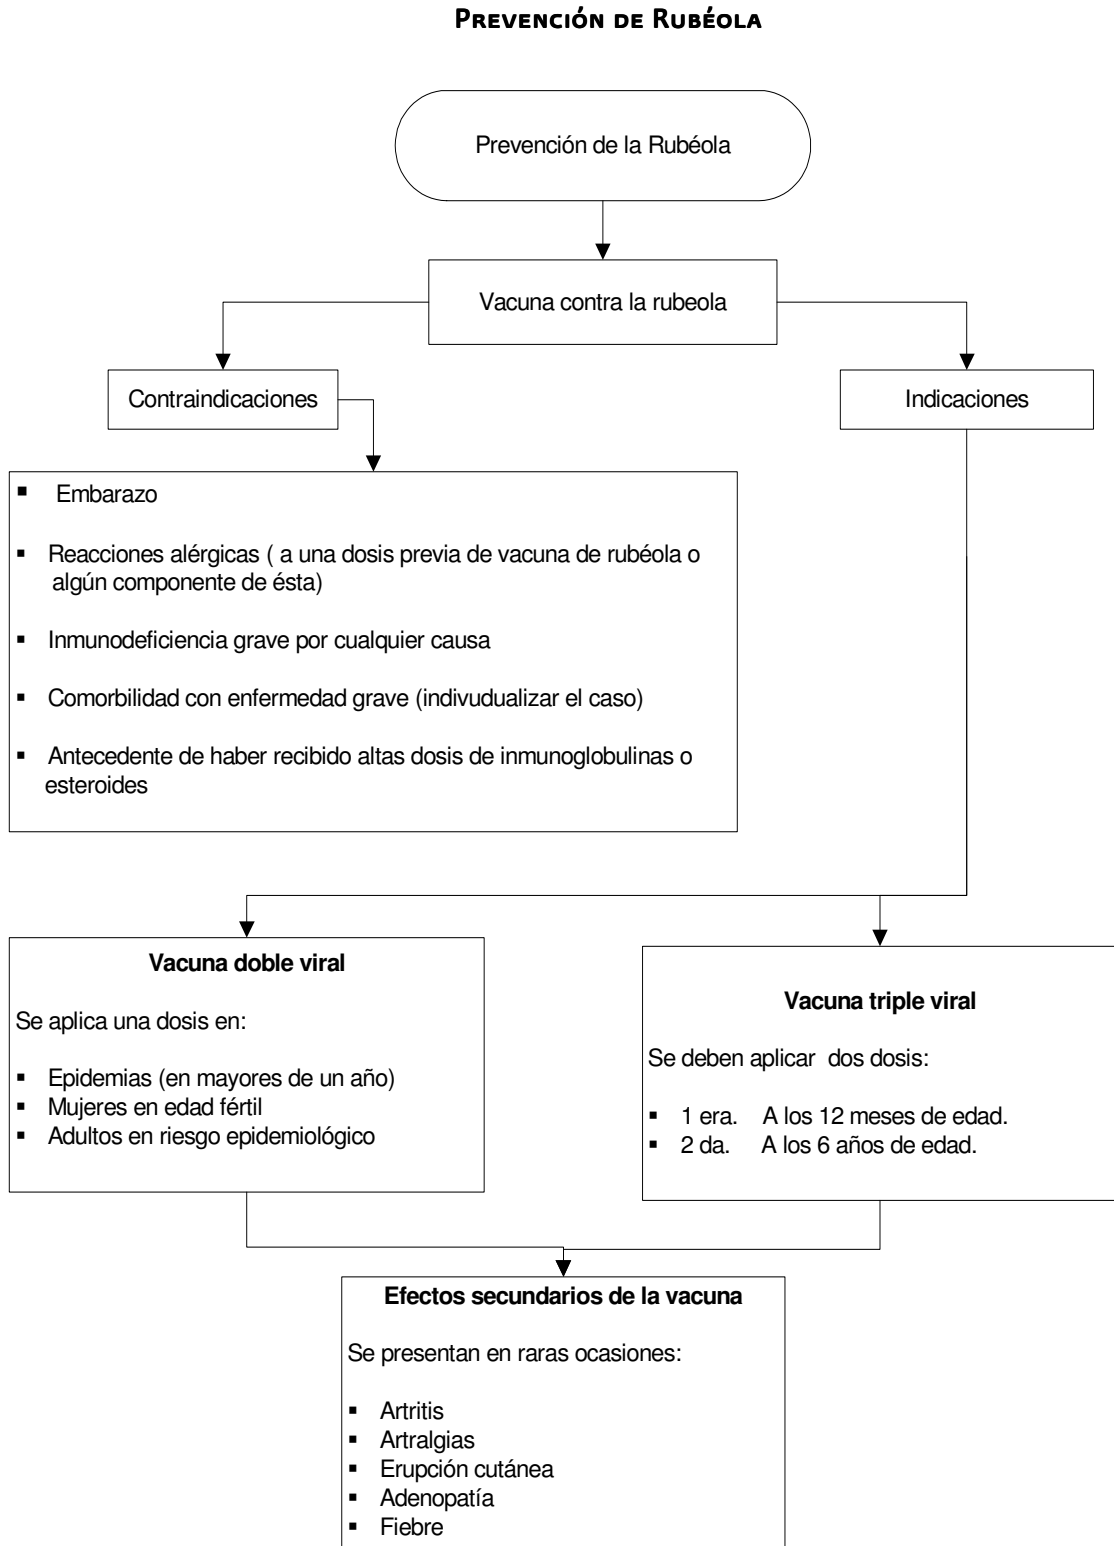 PREVENCIÓN DE RUBÉOLA
Prevención de la Rubéola
Vacuna contra la rubeola
Contraindicaciones
Indicaciones
▪ Embarazo
▪ Reacciones alérgicas ( a una dosis previa de vacuna de rubéola o
algún componente de ésta)
▪ Inmunodeficiencia grave por cualquier causa
▪ Comorbilidad con enfermedad grave (indivudualizar el caso)
▪ Antecedente de haber recibido altas dosis de inmunoglobulinas o
esteroides
Vacuna doble viral
Se aplica una dosis en:
▪ Epidemias (en mayores de un año)
▪ Mujeres en edad fértil
▪ Adultos en riesgo epidemiológico
Vacuna triple viral
Se deben aplicar dos dosis:
▪ 1 era. A los 12 meses de edad.
▪ 2 da. A los 6 años de edad.
Efectos secundarios de la vacuna
Se presentan en raras ocasiones:
▪ Artritis
▪ Artralgias
▪ Erupción cutánea
▪ Adenopatía
▪ Fiebre